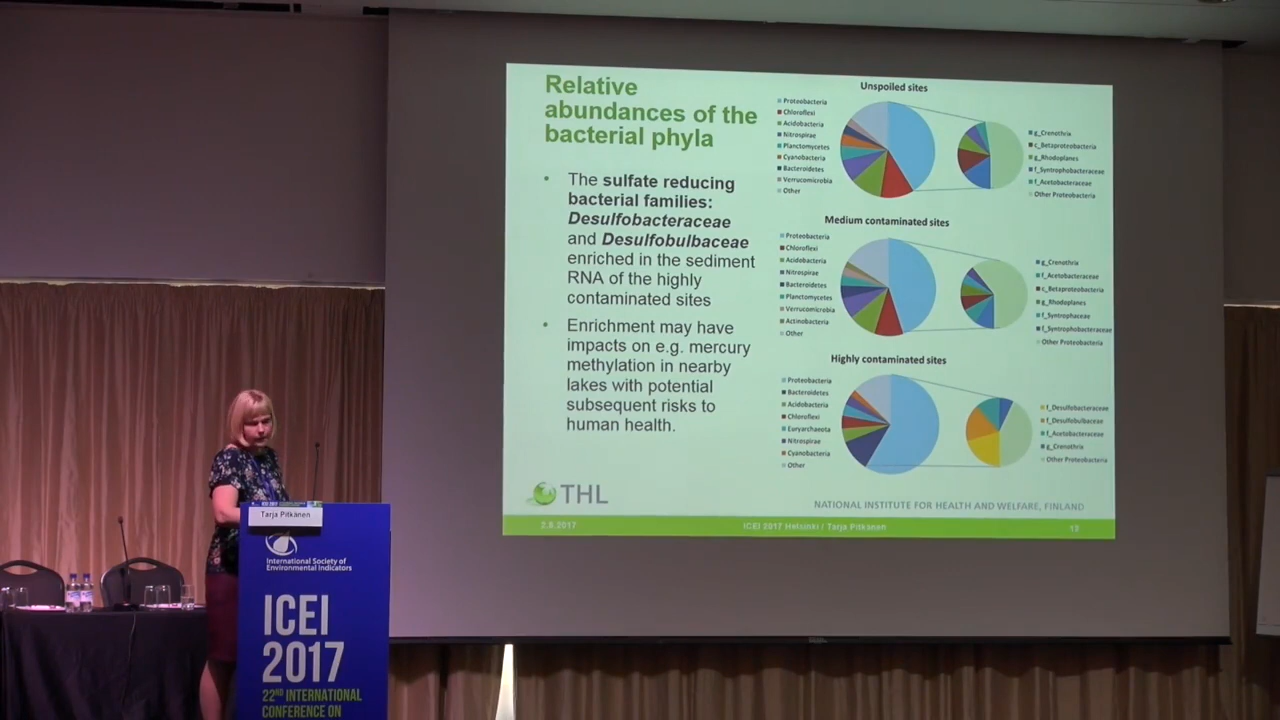 Relative
abundances of the
bacterial phyla
• The sulfate reducing
bacterial families:
Desulfobacteraceae
and Desulfobulbaceae
enriched in the sediment
RNA of the highly
contaminated sites
• Enrichment may have
impacts on e.g. mercury
methylation in nearby
lakes with potential
subsequent risks to
human health.
Unspoiled sites
Proteobacteria
Chloroflexi
Acidobacteria
Nitrospirae
Planctomycetes
Cyanobacteria
Bacteroidetes
Verrucomicrobia
Other
g_Crenothrix
c_Betaproteobacteria
g_Rhodoplanes
f_Syntrophobacteraceae
f_Acetobacteraceae
Other Proteobacteria
Medium contaminated sites
Proteobacteria
Chloroflexi
Acidobacteria
Nitrospirae
Bacteroidetes
Planctomycetes
Verrucomicrobia
Actinobacteria
Other
g_Crenothrix
f_Acetobacteraceae
c_Betaproteobacteria
g_Rhodoplanes
f_Syntrophaceae
f_Syntrophobacteraceae
Other Proteobacteria
Highly contaminated sites
Proteobacteria
Bacteroidetes
Acidobacteria
Chloroflexi
Euryarchaeota
Nitrospirae
Cyanobacteria
Other
f_Desulfobacteraceae
f_Desulfobulbaceae
f_Acetobacteraceae
g_Crenothrix
Other Proteobacteria
THL
NATIONAL INSTITUTE FOR HEALTH AND WELFARE, FINLAND
2.8.2017 ICEI 2017 Helsinki / Tarja Pitkänen
Tarja Pitkänen
International Society of
Environmental Indicators
ICEI
2017
22RD INTERNATIONAL
CONFERENCE ON